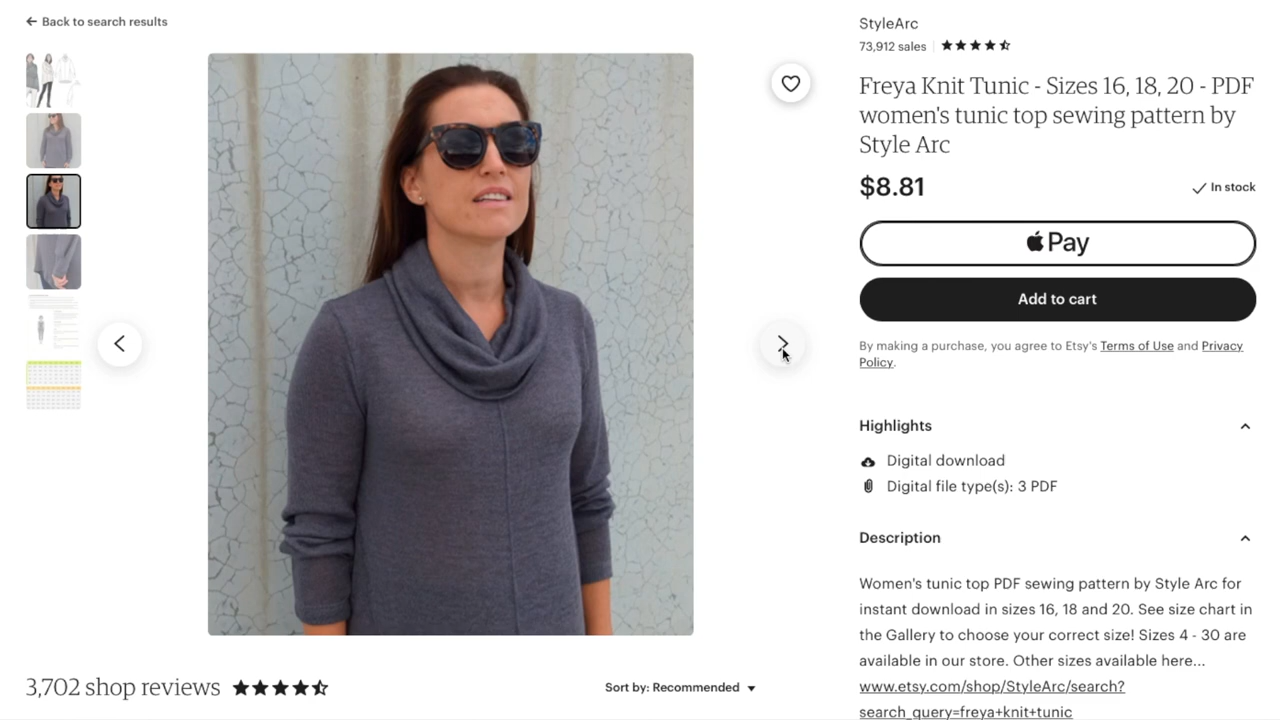 Back to search results
StyleArc
73,912 sales
Freya Knit Tunic - Sizes 16, 18, 20 - PDF
women's tunic top sewing pattern by
Style Arc
$8.81
In stock
Pay
Add to cart
By making a purchase, you agree to Etsy's Terms of Use and Privacy
Policy.
Highlights
Digital download
Digital file type(s): 3 PDF
Description
Women's tunic top PDF sewing pattern by Style Arc for
instant download in sizes 16, 18 and 20. See size chart in
the Gallery to choose your correct size! Sizes 4 - 30 are
available in our store. Other sizes available here...
www.etsy.com/shop/StyleArc/search?
search_query=freya+knit+tunic
3,702 shop reviews
Sort by: Recommended